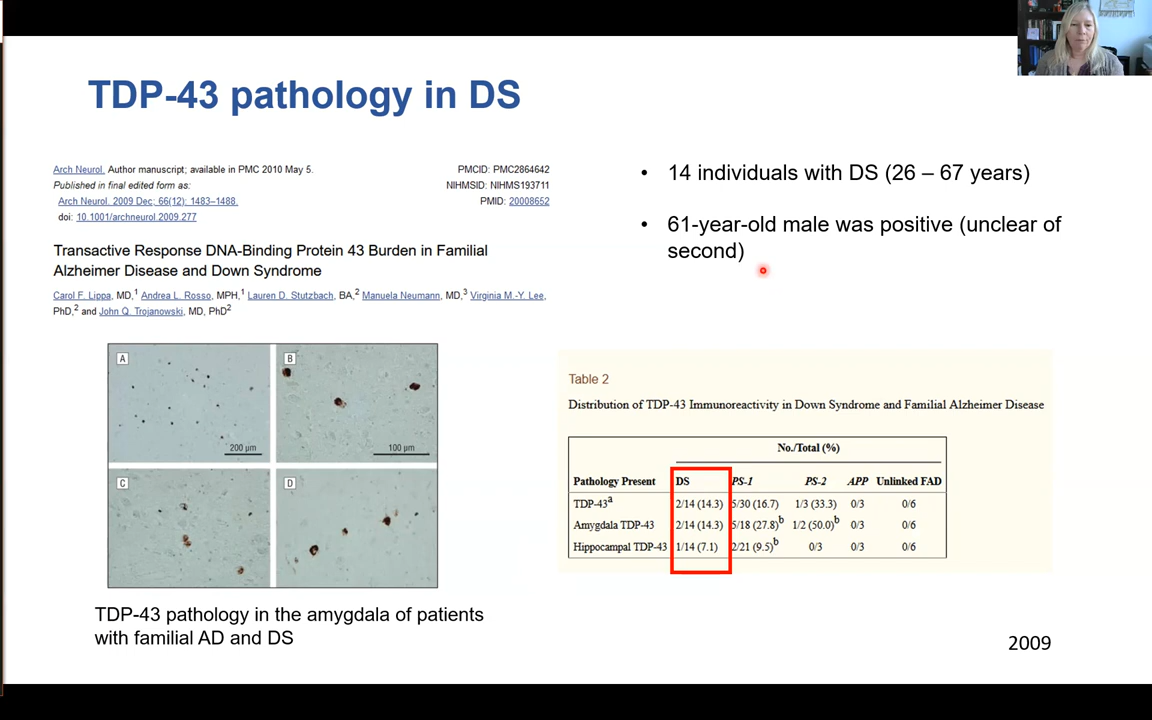 TDP-43 pathology in DS
Arch Neurol. Author manuscript; available in PMC 2010 May 5.
Published in final edited form as:
Arch Neurol. 2009 Dec; 66(12): 1483–1488.
doi: 10.1001/archneurol.2009.277
PMCID: PMC2864642
NIHMSID: NIHMS193711
PMID: 20008652
Transactive Response DNA-Binding Protein 43 Burden in Familial
Alzheimer Disease and Down Syndrome
Carol F. Lippa, MD,1 Andrea L. Rosso, MPH,1 Lauren D. Stutzbach, BA,2 Manuela Neumann, MD,3 Virginia M.-Y. Lee,
PhD,2 and John Q. Trojanowski, MD, PhD2
A
200 µm
B
100 µm
C
D
TDP-43 pathology in the amygdala of patients
with familial AD and DS
• 14 individuals with DS (26 – 67 years)
• 61-year-old male was positive (unclear of
second)
Table 2
Distribution of TDP-43 Immunoreactivity in Down Syndrome and Familial Alzheimer Disease
No./Total (%)
Pathology Present DS PS-1 PS-2 APP Unlinked FAD
TDP-43a 2/14 (14.3) 5/30 (16.7) 1/3 (33.3) 0/3 0/6
Amygdala TDP-43 2/14 (14.3) 5/18 (27.8)b 1/2 (50.0)b 0/3 0/6
Hippocampal TDP-43 1/14 (7.1) 2/21 (9.5)b 0/3 0/3 0/6
2009